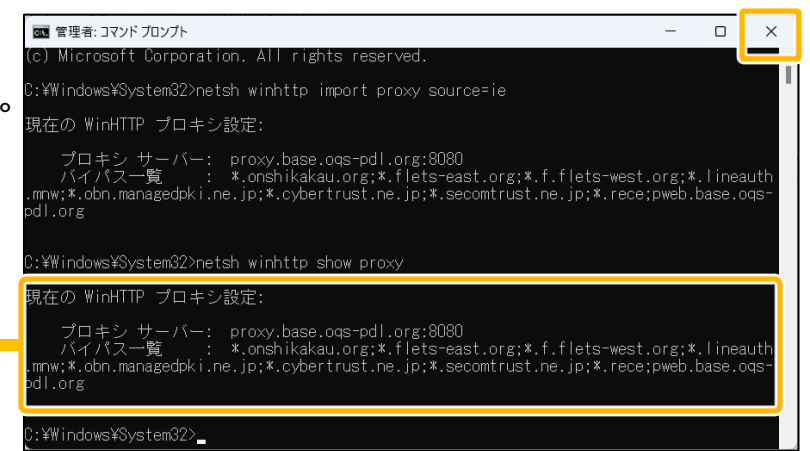 管理者: コマンド プロンプト
(c) Microsoft Corporation. All rights reserved.
C:¥Windows¥System32>netsh winhttp import proxy source=ie
。
現在の WinHTTP プロキシ設定:
プロキシ サーバー: proxy.base.oqs-pdl.org:8080
バイパス一覧 : *.onshikakau.org;*.flets-east.org;*.f.flets-west.org;*.lineauth
.mnw;*.obn.managedpki.ne.jp;*.cybertrust.ne.jp;*.secomtrust.ne.jp;*.rece;pweb.base.oqs-
pdl.org
C:¥Windows¥System32>netsh winhttp show proxy
現在の WinHTTP プロキシ設定:
プロキシ サーバー: proxy.base.oqs-pdl.org:8080
バイパス一覧 : *.onshikakau.org;*.flets-east.org;*.f.flets-west.org;*.lineauth
.mnw;*.obn.managedpki.ne.jp;*.cybertrust.ne.jp;*.secomtrust.ne.jp;*.rece;pweb.base.oqs-
pdl.org
C:¥Windows¥System32>